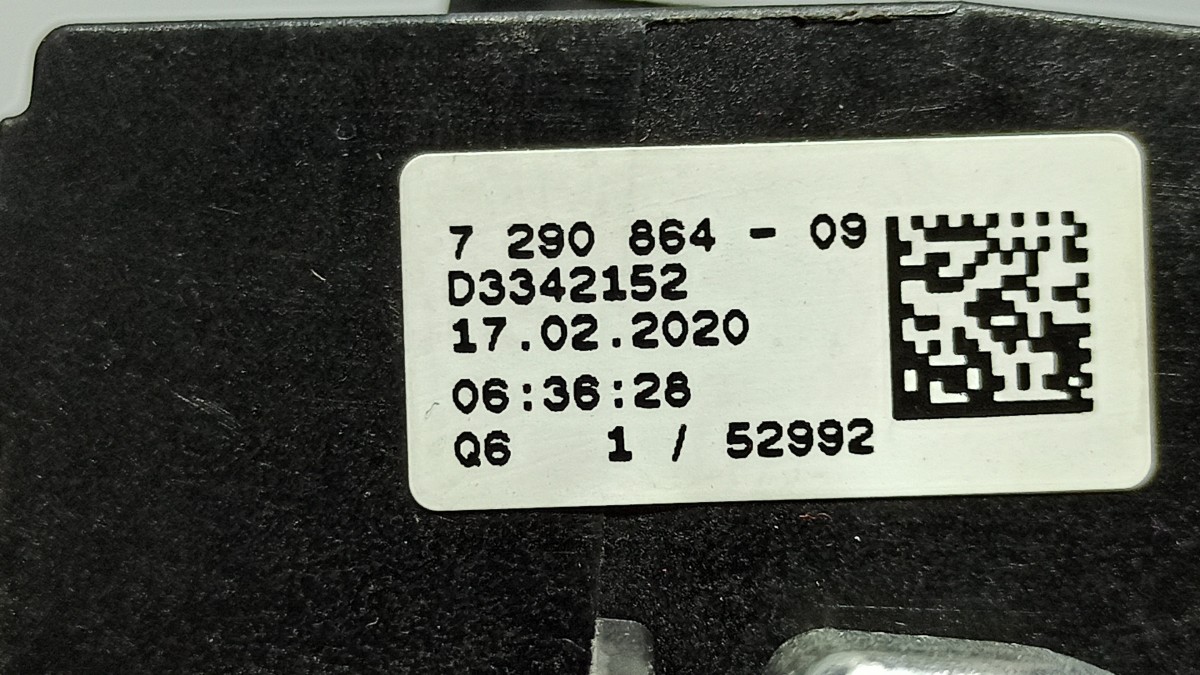 7 290 864 - 09
D3342152
17.02.2020
06:36:28
Q6 1 / 52992